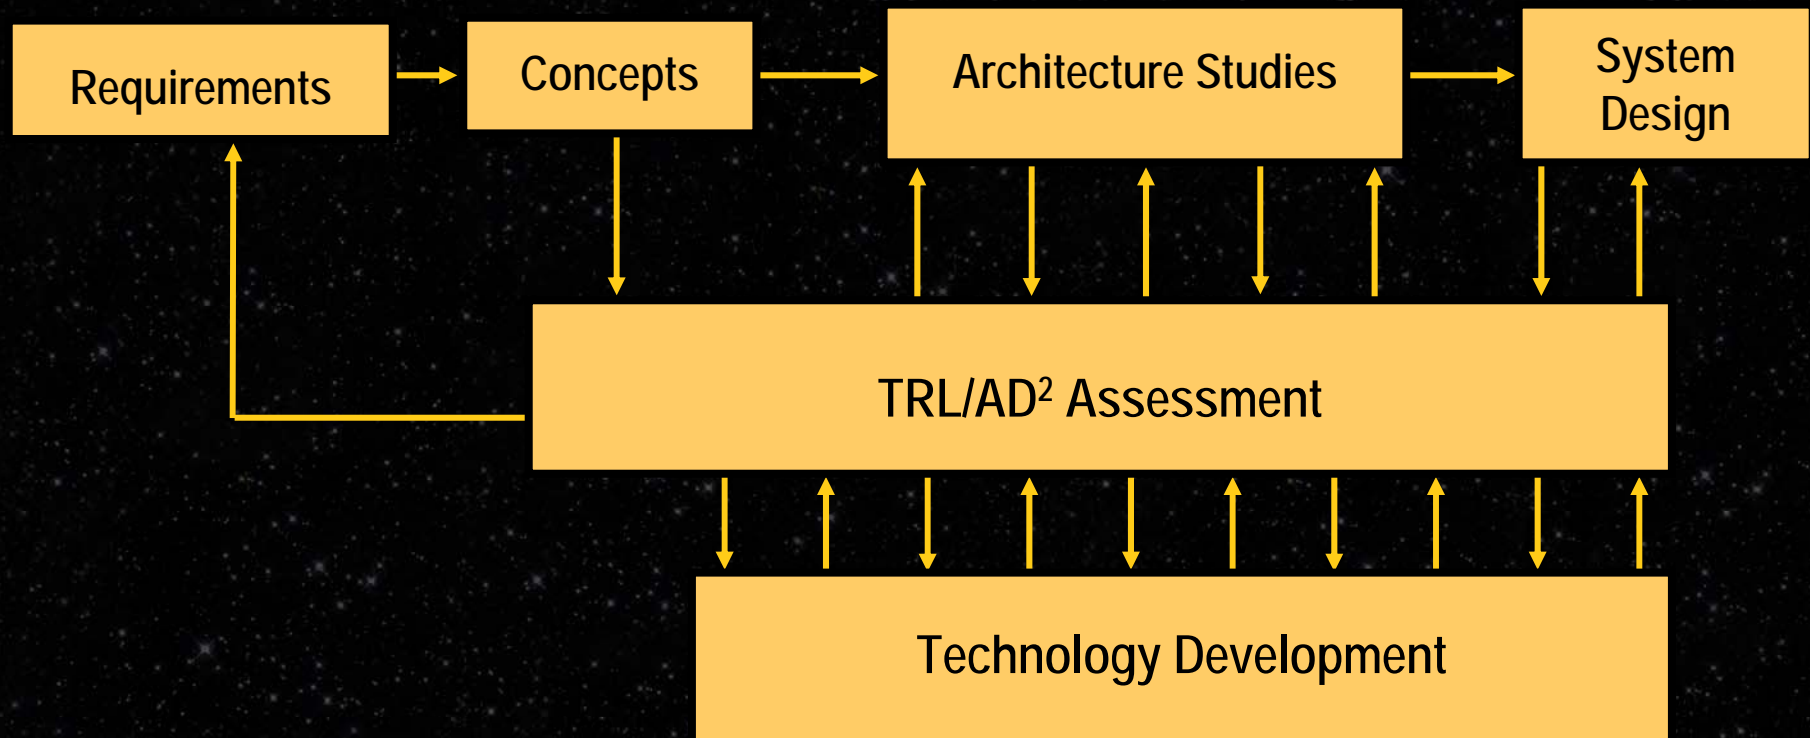 Requirements
Concepts
Architecture Studies
System
Design
TRL/AD² Assessment
Technology Development